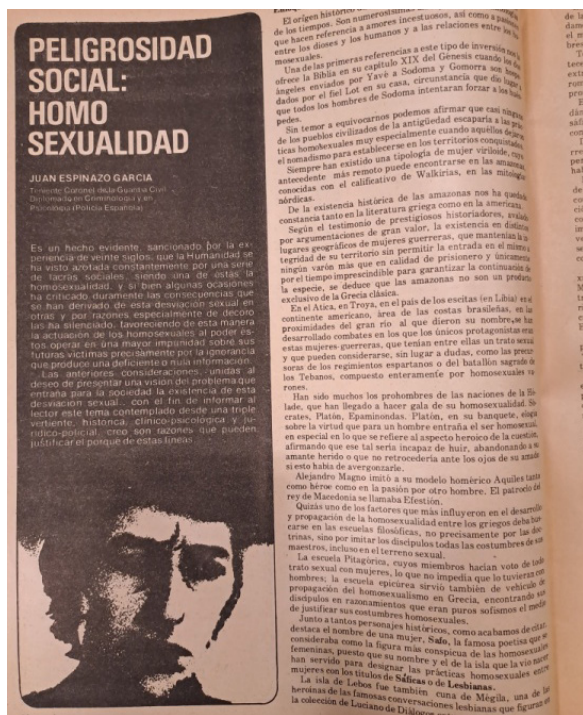 PELIGROSIDAD
SOCIAL:
HOMO
SEXUALIDAD
JUAN ESPINAZO GARCIA
Teniente Coronel de la Guardia Civil
Diplomado en Criminología y en
Psicología (Policía Española)
Es un hecho evidente, sancionado por la ex-
periencia de veinte siglos, que la Humanidad se
ha visto azotada constantemente por una serie
de lacras sociales, siendo una de éstas la
homosexualidad, y si bien algunas ocasiones
ha criticado duramente las consecuencias que
se han derivado de esta desviación sexual en
otras y por razones especialmente de decoro
las ha silenciado, favoreciendo de esta manera
la actuación de los homosexuales al poder és-
tos operar en una mayor impunidad sobre sus
futuras víctimas precisamente por la ignorancia
que produce una deficiente o nula información.
Las anteriores consideraciones, unidas al
deseo de presentar una visión del problema que
entraña para la sociedad la existencia de esta
desviación sexual, con el fin de informar al
lector este tema contemplado desde una triple
vertiente, histórica, clínico-psicológica y ju-
rídico-policial, creo son razones que pueden
justificar el porqué de estas líneas.
El orígen histórico
de los tiempos. Son numerosísimas
que hacen referencia a amores incestuosos, así como a
entre los dioses y los humanos y a las relaciones entre los
mosexuales.
Una de las primeras referencias a este tipo de inversión nos la
ofrece la Biblia en su capítulo XIX del Génesis cuando los dos
ángeles enviados por Yavè a Sodoma y Gomorra son
dados por el fiel Lot en su casa, circunstancia que dio lugar a
que todos los hombres de Sodoma intentaran forzar a los
pedes.
Sin temor a equivocarnos podemos afirmar que casi ninguno
de los pueblos civilizados de la antigüedad escaparía a las prác-
ticas homosexuales muy especialmente cuando aquéllos dejaron
el nomadismo para establecerse en los territorios conquistados.
Siempre han existido una tipología de mujer viriloide, cuyo
antecedente más remoto puede encontrarse en las amazonas
conocidas con el calificativo de Walkirias, en las mitologías
nórdicas.
De la existencia histórica de las amazonas nos ha quedado
constancia tanto en la literatura griega como en la americana.
Según el testimonio de prestigiosos historiadores, avalado
por argumentaciones de gran valor, la existencia en distintos
lugares geográficos de mujeres guerreras, que mantenían la in-
tegridad de su territorio sin permitir la entrada en el mismo a
ningún varón más que en calidad de prisionero y únicamente
por el tiempo imprescindible para garantizar la continuación de
la especie, se deduce que las amazonas no son un producto
exclusivo de la Grecia clásica.
En el Ática, en Troya, en el país de los escitas (en Libia) en el
continente americano, área de las costas brasileñas, en las
proximidades del gran río al que dieron su nombre, se han
desarrollado combates en los que los únicos protagonistas eran
estas mujeres guerreras, que tenían entre ellas un trato sexual
y que pueden considerarse, sin lugar a dudas, como las precur-
soras de los regimientos espartanos o del batallón sagrado de
los Tebanos, compuesto enteramente por homosexuales va-
rones.
Han sido muchos los prohombres de las naciones de la He-
lade, que han llegado a hacer gala de su homosexualidad. Só-
crates, Platón, Epaminondas. Platón, en su banquete, elogia
sobre la virtud que para un hombre entraña el ser homosexual,
en especial en lo que se refiere al aspecto heroico de la cuestión,
afirmando que ese tal sería incapaz de huir, abandonando a su
amante herido o que no retrocedería ante los ojos de su amado
si esto había de avergonzarle.
Alejandro Magno imitó a su modelo homérico Aquiles tanto
como héroe como en la pasión por otro hombre. El patrocio del
rey de Macedonia se llamaba Efestión.
Quizás uno de los factores que más influyeron en el desarrollo
y propagación de la homosexualidad entre los griegos deba bus-
carse en las escuelas filosóficas, no precisamente por las doc-
trinas, sino por imitar los discípulos todas las costumbres de sus
maestros, incluso en el terreno sexual.
La escuela Pitagórica, cuyos miembros hacían voto de todo
trato sexual con mujeres, lo que no impedía que lo tuvieran con
hombres; la escuela epicúrea sirvió también de vehículo de
propagación del homosexualismo en Grecia, encontrando sus
discípulos en razonamientos que eran puros sofismos el medio
de justificar sus costumbres homosexuales.
Junto a tantos personajes históricos, como acabamos de citar,
destaca el nombre de una mujer, Safo, la famosa poetisa que se
consideraba como la figura más conspicua de las homosexuales
femeninas, puesto que su nombre y el de la isla que la vio nacer
han servido para designar las prácticas homosexuales entre
mujeres con los títulos de Sáficas o de Lesbianas.
La isla de Lebos fue también cuna de Mégila, una de las
heroínas de las famosas conversaciones lesbianas que figuran en
la colección de Luciano de Diálogos